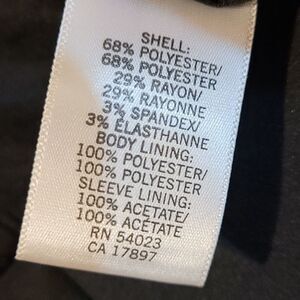 SHELL:
68% POLYESTER/
68% POLYESTER
29% RAYON/
29% RAYONNE
3% SPANDEX/
3% ÉLASTHANNE
BODY LINING:
100% POLYESTER/
100% POLYESTER
SLEEVE LINING:
100% ACETATE/
100% ACÉTATE
RN 54023
CA 17897